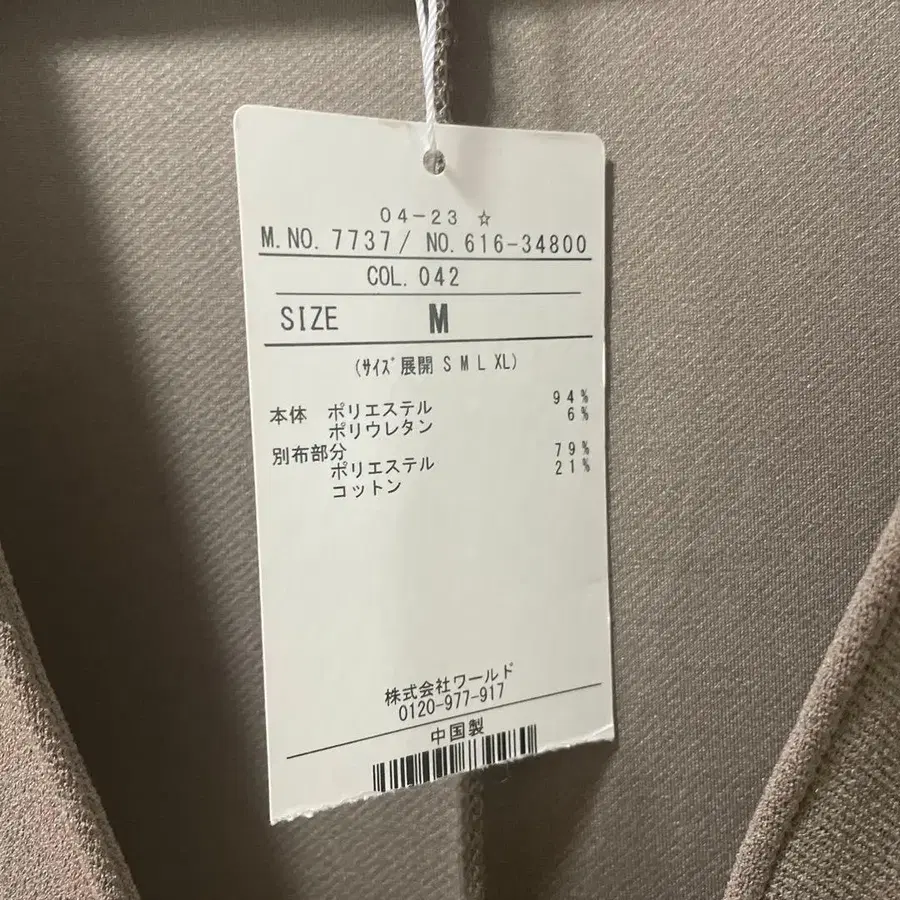 04-23 ☆
M.NO. 7737/ NO.616-34800
COL. 042
SIZE M
(ｻｲｽﾞ展開 S M L XL)
本体 ポリエステル 94%
ポリウレタン 6%
別布部分
ポリエステル 79%
コットン 21%
株式会社ワールド
0120-977-917
中国製